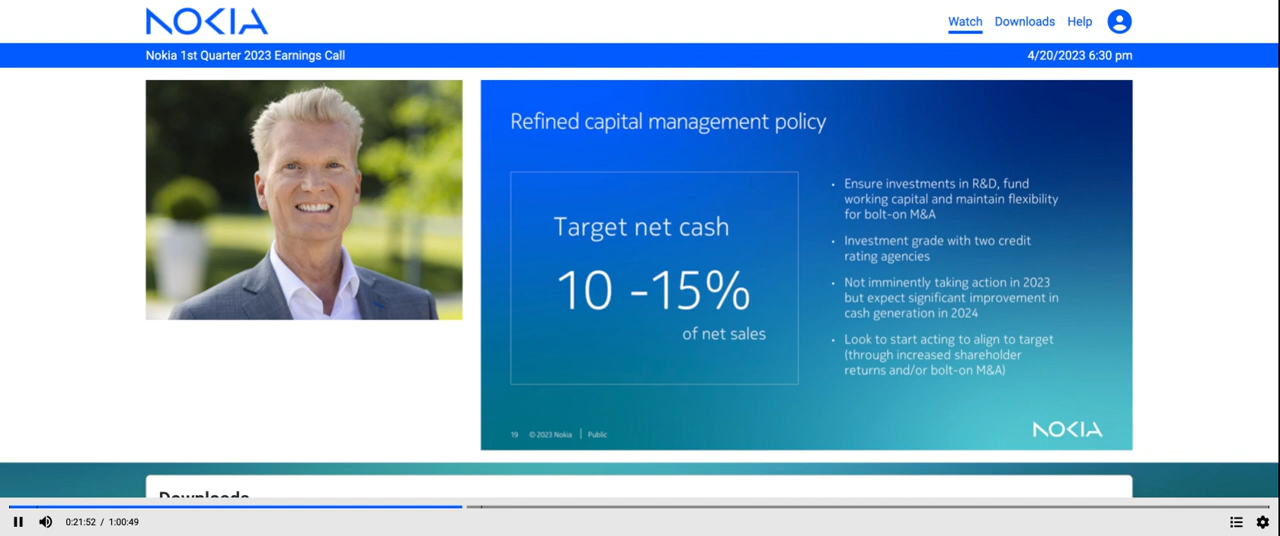 NOKIA
Watch Downloads Help
Nokia 1st Quarter 2023 Earnings Call
4/20/2023 6:30 pm
Refined capital management policy
Target net cash
10 -15%
of net sales
• Ensure investments in R&D, fund
working capital and maintain flexibility
for bolt-on M&A
• Investment grade with two credit
rating agencies
• Not imminently taking action in 2023
but expect significant improvement in
cash generation in 2024
• Look to start acting to align to target
(through increased shareholder
returns and/or bolt-on M&A)
19 © 2023 Nokia | Public
NOKIA
Downloads
0:21:52 / 1:00:49